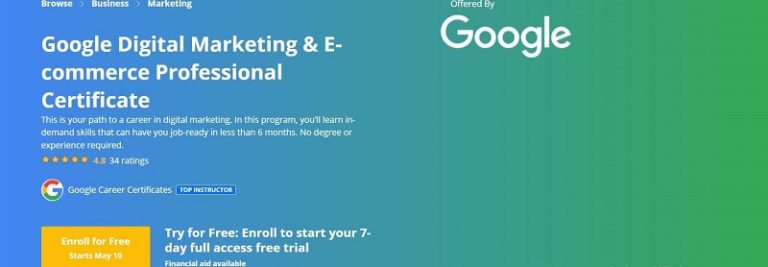 Browse > Business > Marketing
Offered By
Google
Google Digital Marketing & E-
commerce Professional
Certificate
This is your path to a career in digital marketing. In this program, you'll learn in-
demand skills that can have you job-ready in less than 6 months. No degree or
experience required.
4.8 34 ratings
Google Career Certificates TOP INSTRUCTOR
Enroll for Free
Starts May 10
Try for Free: Enroll to start your 7-
day full access free trial
Financial aid available